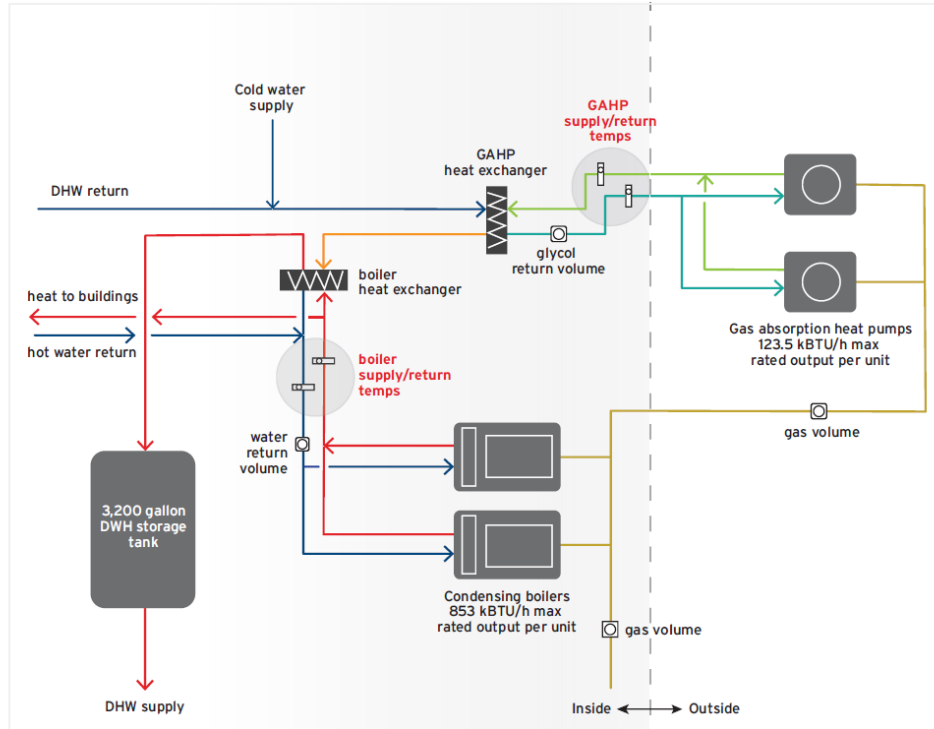 Cold water
supply
GAHP
supply/return
temps
GAHP
heat exchanger
DHW return
glycol
return volume
boiler
heat exchanger
heat to buildings
hot water return
Gas absorption heat pumps
123.5 kBTU/h max
rated output per unit
boiler
supply/return
temps
gas volume
water
return
volume
3,200 gallon
DWH storage
tank
Condensing boilers
853 kBTU/h max
rated output per unit
gas volume
DHW supply
Inside
Outside